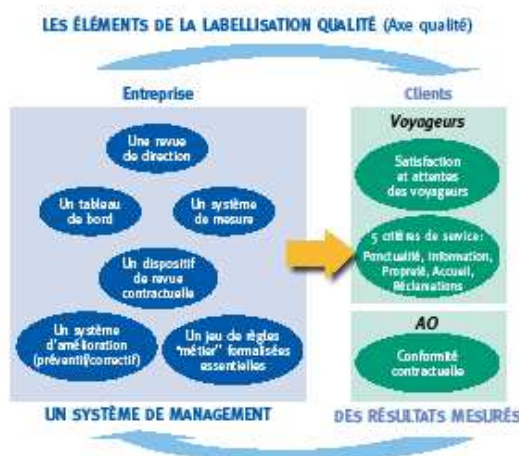 LES ÉLÉMENTS DE LA LABELLISATION QUALITÉ (Axe qualité)
Entreprise
Une revue
de direction
Un tableau
de bord
Un système
de mesure
Un dispositif
de revue
contractuelle
Un système
d'amélioration
(préventif/correctif)
Un jeu de règles
"métier" formalisées
essentielles
UN SYSTÈME DE MANAGEMENT
Clients
Voyageurs
Satisfaction
et attentes
des voyageurs
5 critères de service:
Ponctualité, Information,
Propreté, Accueil,
Réclamations
AO
Conformité
contractuelle
DES RÉSULTATS MESURÉS